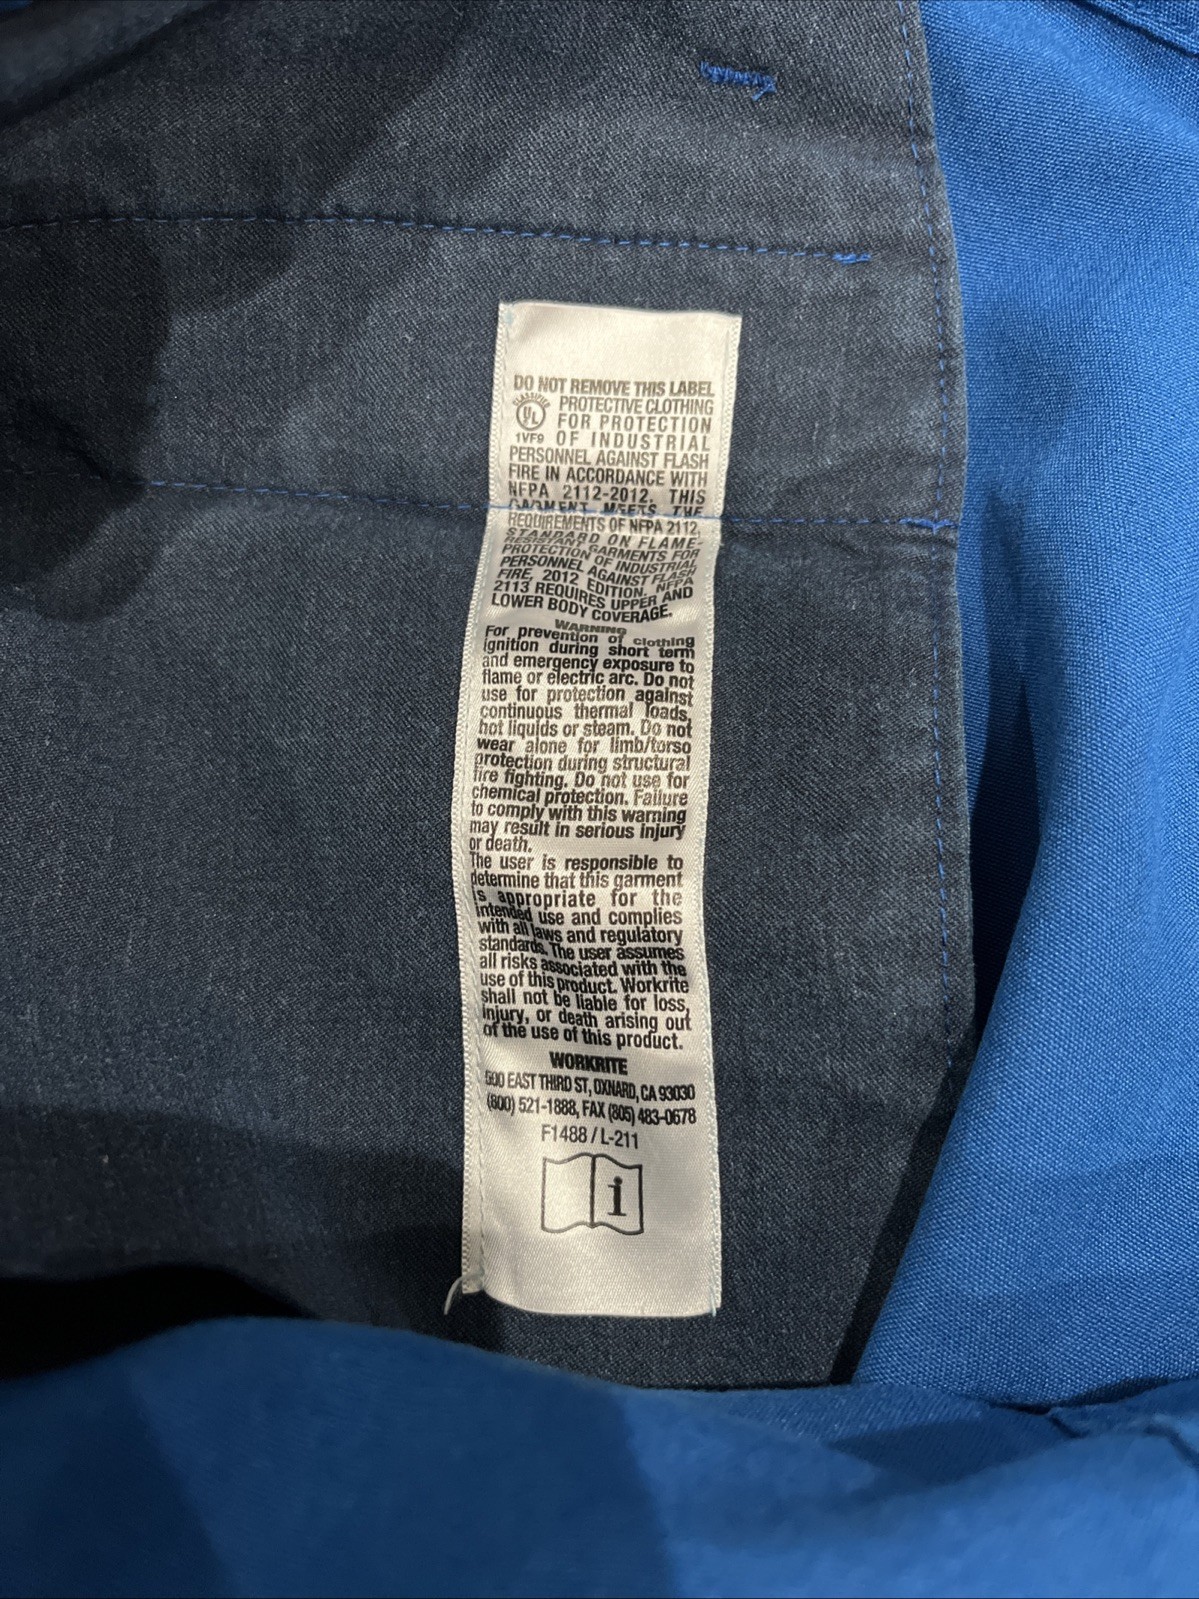 DO NOT REMOVE THIS LABEL
CLASSIFIED PROTECTIVE CLOTHING
UL FOR PROTECTION
1VF9 OF INDUSTRIAL
PERSONNEL AGAINST FLASH
FIRE IN ACCORDANCE WITH
NFPA 2112-2012. THIS
GARMENT MEETS THE
REQUIREMENTS OF NFPA 2112,
STANDARD ON FLAME-
RESISTANT GARMENTS FOR
PROTECTION OF INDUSTRIAL
PERSONNEL AGAINST FLASH
FIRE, 2012 EDITION. NFPA
2113 REQUIRES UPPER AND
LOWER BODY COVERAGE.
WARNING
For prevention of clothing
ignition during short term
and emergency exposure to
flame or electric arc. Do not
use for protection against
continuous thermal loads,
hot liquids or steam. Do not
wear alone for limb/torso
protection during structural
fire fighting. Do not use for
chemical protection. Failure
to comply with this warning
may result in serious injury
or death.
The user is responsible to
determine that this garment
is appropriate for the
intended use and complies
with all laws and regulatory
standards. The user assumes
all risks associated with the
use of this product. Workrite
shall not be liable for loss,
injury, or death arising out
of the use of this product.
WORKRITE
500 EAST THIRD ST, OXNARD, CA 93030
(800) 521-1888, FAX (805) 483-0678
F1488 / L-211
i